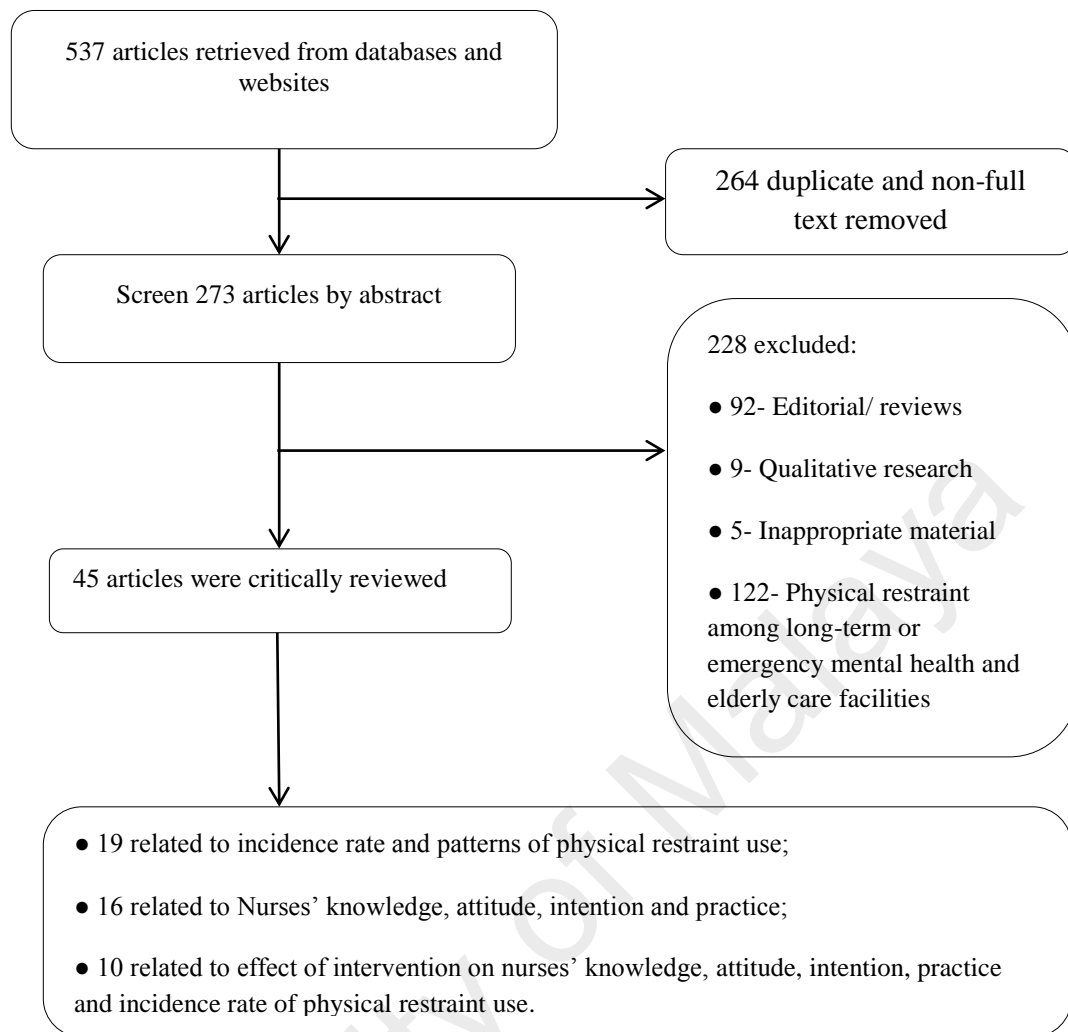 537 articles retrieved from databases and
websites
264 duplicate and non-full
text removed
Screen 273 articles by abstract
228 excluded:
● 92- Editorial/ reviews
● 9- Qualitative research
● 5- Inappropriate material
● 122- Physical restraint
among long-term or
emergency mental health and
elderly care facilities
45 articles were critically reviewed
● 19 related to incidence rate and patterns of physical restraint use;
● 16 related to Nurses’ knowledge, attitude, intention and practice;
● 10 related to effect of intervention on nurses’ knowledge, attitude, intention, practice
and incidence rate of physical restraint use.
of Malaya